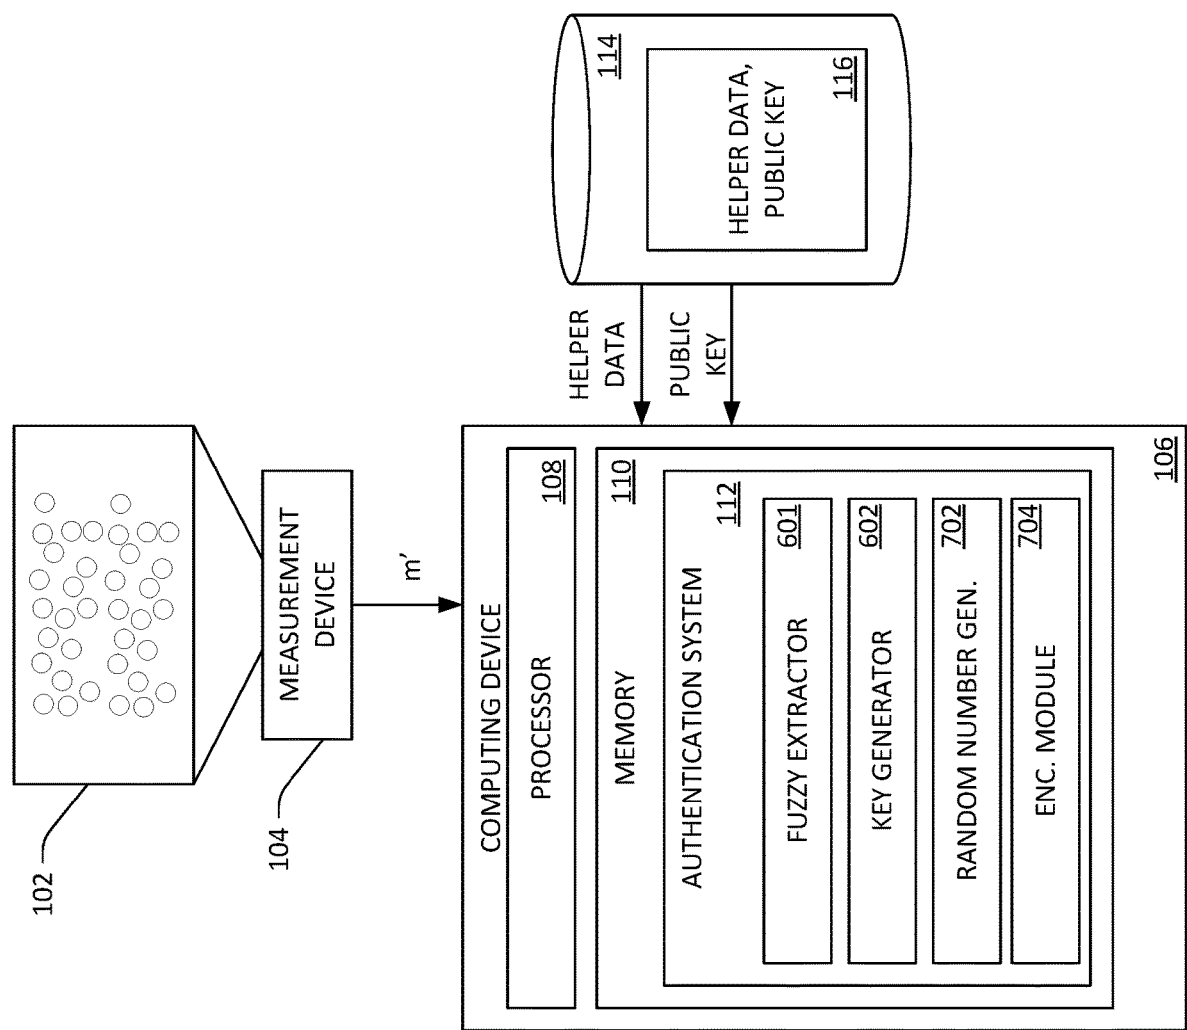 102
104
MEASUREMENT
DEVICE
m'
COMPUTING DEVICE
PROCESSOR
108
MEMORY
110
AUTHENTICATION SYSTEM
112
FUZZY EXTRACTOR
601
KEY GENERATOR
602
RANDOM NUMBER GEN.
702
ENC. MODULE
704
106
HELPER
DATA
PUBLIC
KEY
114
HELPER DATA,
PUBLIC KEY
116